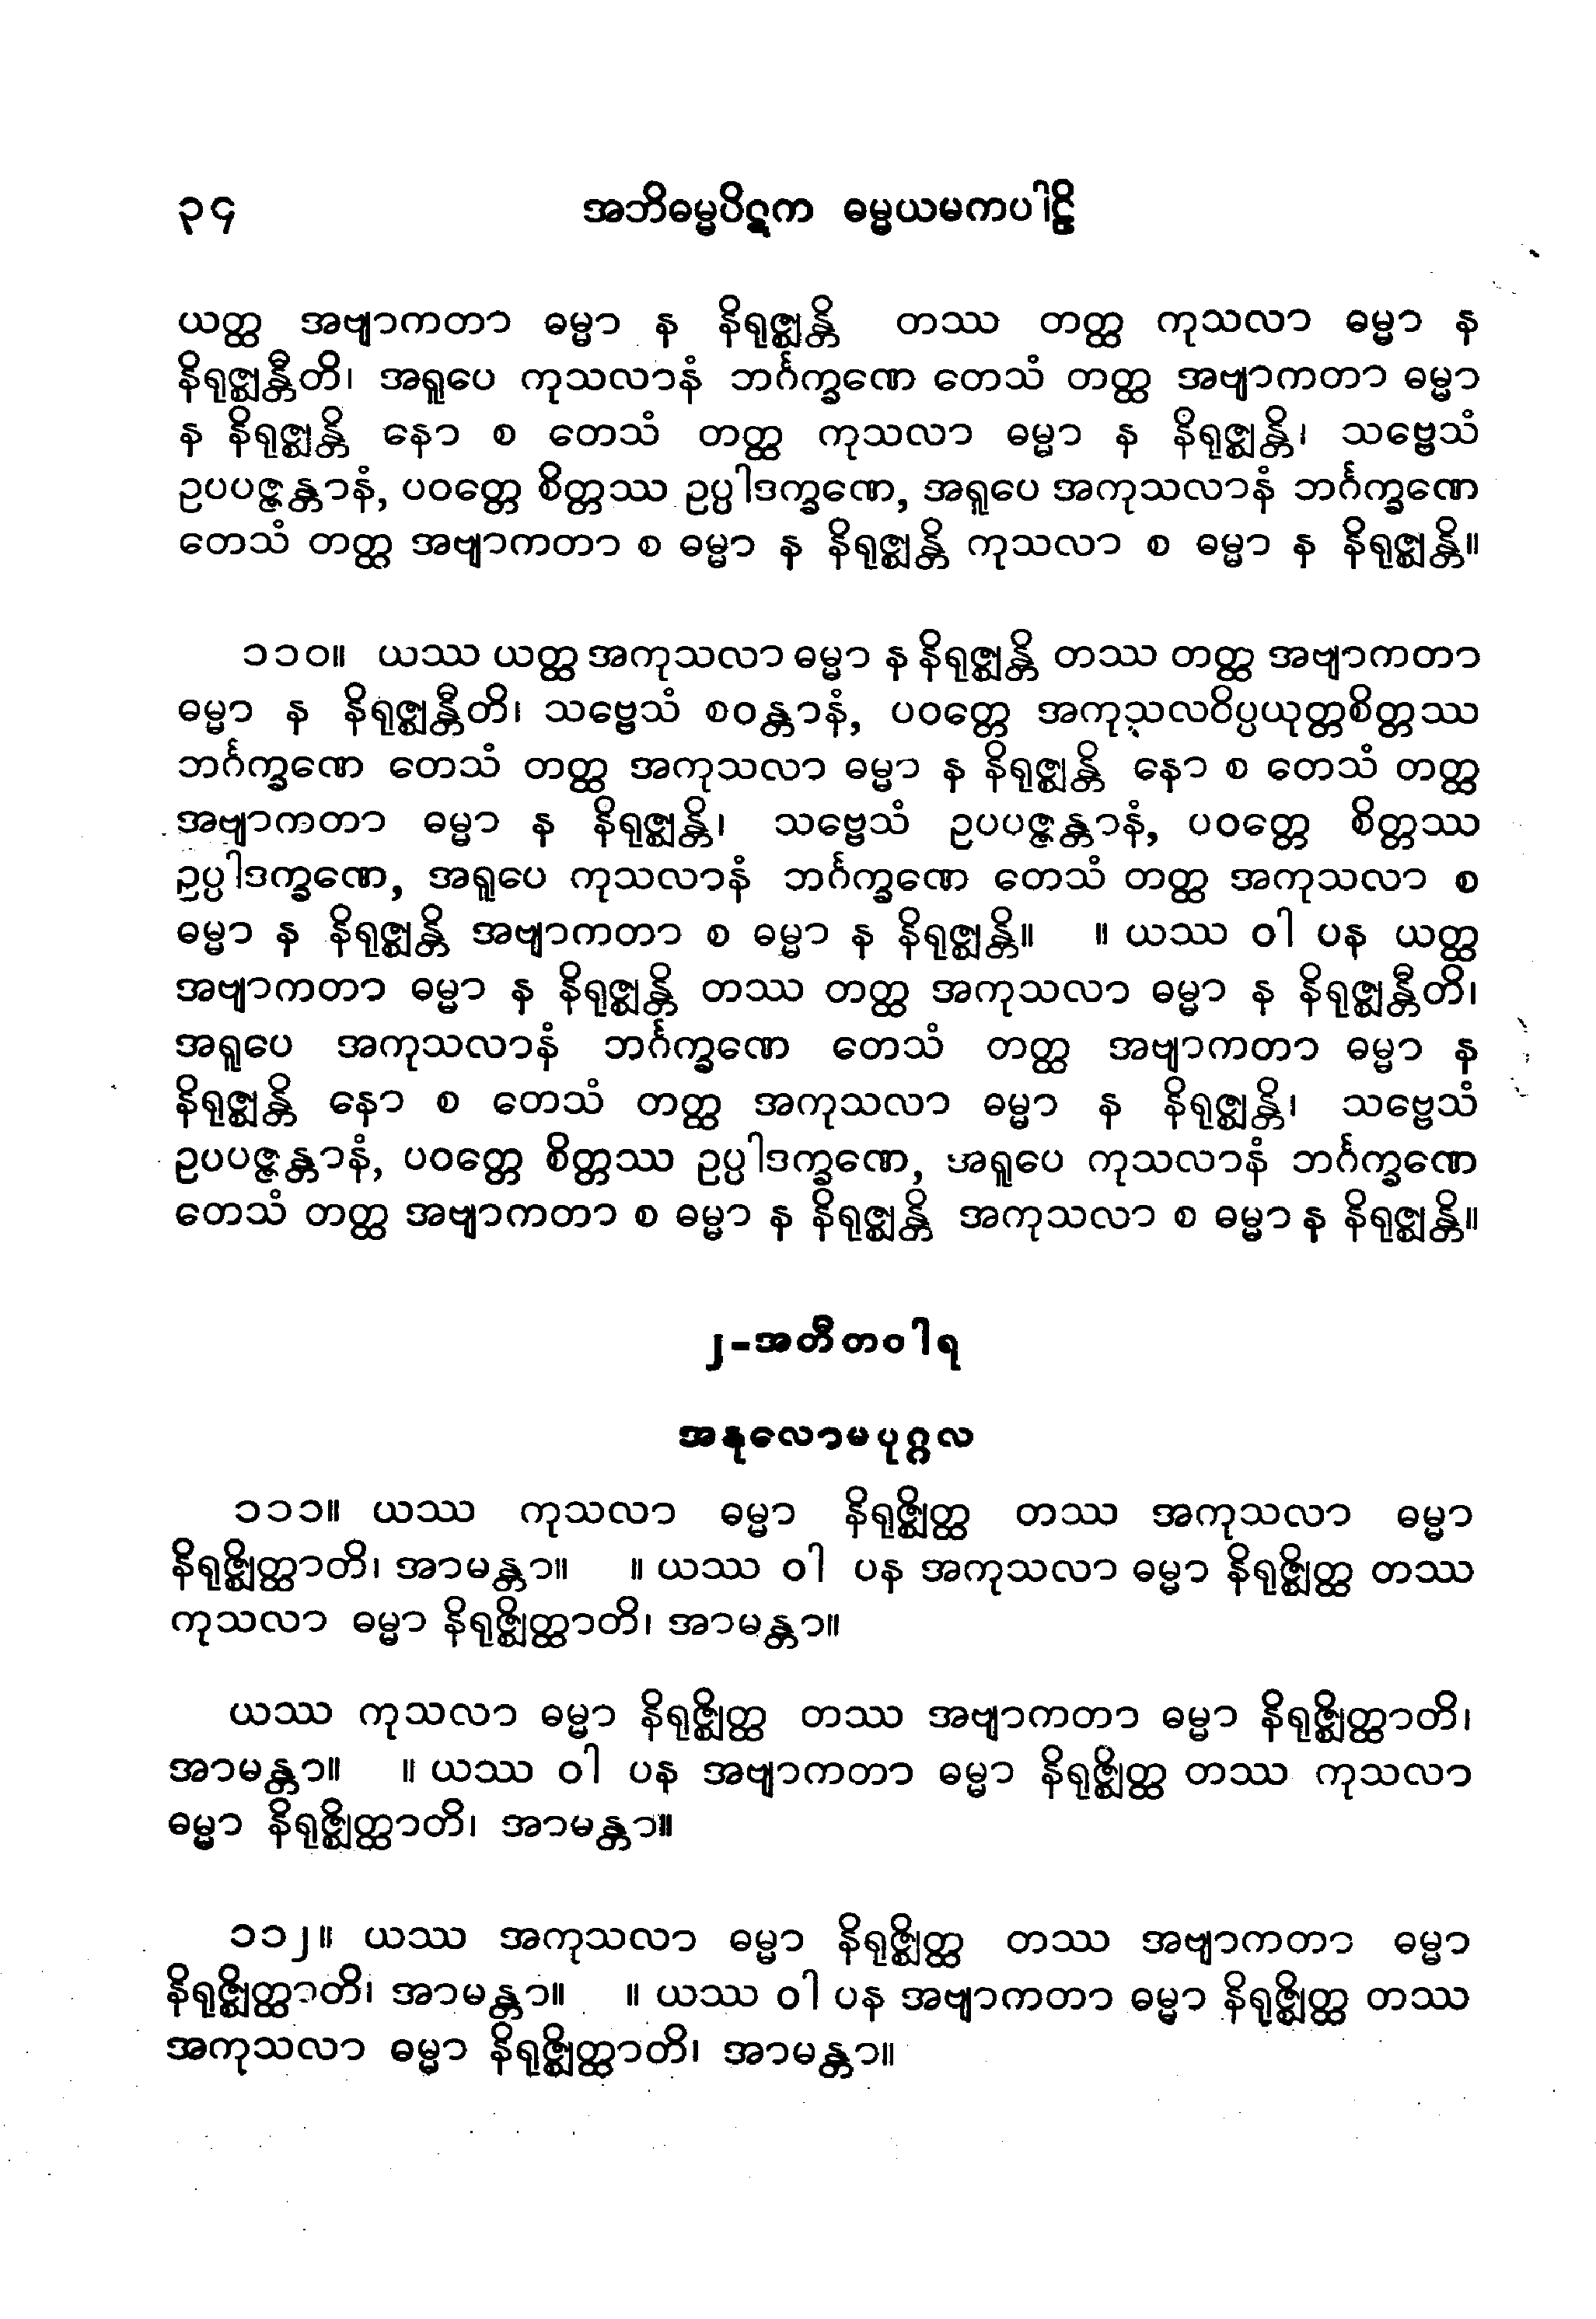 ၃၄ အဘိဓမ္မပိဋက ဓမ္မယမကပါဠိ
ယတ္ထ အဗျာကတာ ဓမ္မာ န နိရုဇ္ဈန္တိ တဿ တတ္ထ ကုသလာ ဓမ္မာ န
နိရုဇ္ဈန္တီတိ၊ အရူပေ ကုသလာနံ ဘင်္ဂက္ခဏေ တေသံ တတ္ထ အဗျာကတာ ဓမ္မာ
န နိရုဇ္ဈန္တိ နော စ တေသံ တတ္ထ ကုသလာ ဓမ္မာ န နိရုဇ္ဈန္တိ၊ သဗ္ဗေသံ
ဥပပဇ္ဇန္တာနံ, ပဝတ္တေ စိတ္တဿ ဥပ္ပါဒက္ခဏေ, အရူပေ အကုသလာနံ ဘင်္ဂက္ခဏေ
တေသံ တတ္ထ အဗျာကတာ စ ဓမ္မာ န နိရုဇ္ဈန္တိ ကုသလာ စ ဓမ္မာ န နိရုဇ္ဈန္တိ။
၁၁၀။ ယဿ ယတ္ထ အကုသလာ ဓမ္မာ န နိရုဇ္ဈန္တိ တဿ တတ္ထ အဗျာကတာ
ဓမ္မာ န နိရုဇ္ဈန္တီတိ၊ သဗ္ဗေသံ စဝန္တာနံ, ပဝတ္တေ အကုသလဝိပ္ပယုတ္တစိတ္တဿ
ဘင်္ဂက္ခဏေ တေသံ တတ္ထ အကုသလာ ဓမ္မာ န နိရုဇ္ဈန္တိ နော စ တေသံ တတ္ထ
အဗျာကတာ ဓမ္မာ န နိရုဇ္ဈန္တိ၊ သဗ္ဗေသံ ဥပပဇ္ဇန္တာနံ, ပဝတ္တေ စိတ္တဿ
ဥပ္ပါဒက္ခဏေ, အရူပေ ကုသလာနံ ဘင်္ဂက္ခဏေ တေသံ တတ္ထ အကုသလာ စ
ဓမ္မာ န နိရုဇ္ဈန္တိ အဗျာကတာ စ ဓမ္မာ န နိရုဇ္ဈန္တိ။ ။ ယဿ ဝါ ပန ယတ္ထ
အဗျာကတာ ဓမ္မာ န နိရုဇ္ဈန္တိ တဿ တတ္ထ အကုသလာ ဓမ္မာ န နိရုဇ္ဈန္တီတိ၊
အရူပေ အကုသလာနံ ဘင်္ဂက္ခဏေ တေသံ တတ္ထ အဗျာကတာ ဓမ္မာ န
နိရုဇ္ဈန္တိ နော စ တေသံ တတ္ထ အကုသလာ ဓမ္မာ န နိရုဇ္ဈန္တိ၊ သဗ္ဗေသံ
ဥပပဇ္ဇန္တာနံ, ပဝတ္တေ စိတ္တဿ ဥပ္ပါဒက္ခဏေ, အရူပေ ကုသလာနံ ဘင်္ဂက္ခဏေ
တေသံ တတ္ထ အဗျာကတာ စ ဓမ္မာ န နိရုဇ္ဈန္တိ အကုသလာ စ ဓမ္မာ န နိရုဇ္ဈန္တိ။
၂-အတီတဝါရ
အနုလောမပုဂ္ဂလ
၁၁၁။ ယဿ ကုသလာ ဓမ္မာ နိရုဇ္ဈိတ္ထ တဿ အကုသလာ ဓမ္မာ
နိရုဇ္ဈိတ္ထာတိ၊ အာမန္တာ။ ။ ယဿ ဝါ ပန အကုသလာ ဓမ္မာ နိရုဇ္ဈိတ္ထ တဿ
ကုသလာ ဓမ္မာ နိရုဇ္ဈိတ္ထာတိ၊ အာမန္တာ။
ယဿ ကုသလာ ဓမ္မာ နိရုဇ္ဈိတ္ထ တဿ အဗျာကတာ ဓမ္မာ နိရုဇ္ဈိတ္ထာတိ၊
အာမန္တာ။ ။ ယဿ ဝါ ပန အဗျာကတာ ဓမ္မာ နိရုဇ္ဈိတ္ထ တဿ ကုသလာ
ဓမ္မာ နိရုဇ္ဈိတ္ထာတိ၊ အာမန္တာ။
၁၁၂။ ယဿ အကုသလာ ဓမ္မာ နိရုဇ္ဈိတ္ထ တဿ အဗျာကတာ ဓမ္မာ
နိရုဇ္ဈိတ္ထာတိ၊ အာမန္တာ။ ။ ယဿ ဝါ ပန အဗျာကတာ ဓမ္မာ နိရုဇ္ဈိတ္ထ တဿ
အကုသလာ ဓမ္မာ နိရုဇ္ဈိတ္ထာတိ၊ အာမန္တာ။